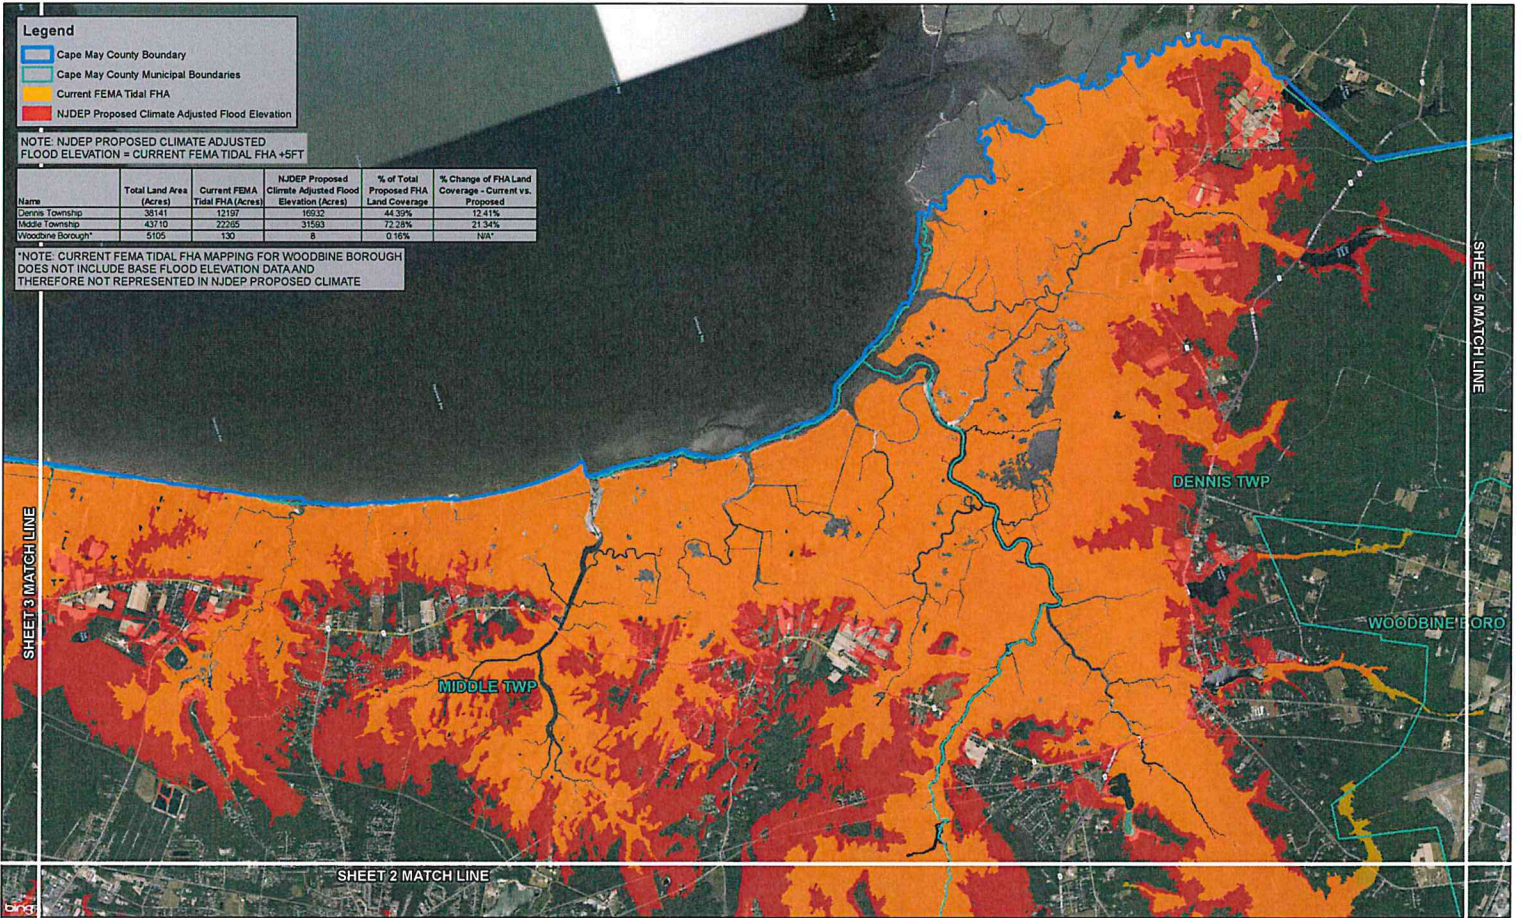 Legend
Cape May County Boundary
Cape May County Municipal Boundaries
Current FEMA Tidal FHA
NJDEP Proposed Climate Adjusted Flood Elevation
NOTE: NJDEP PROPOSED CLIMATE ADJUSTED
FLOOD ELEVATION = CURRENT FEMA TIDAL FHA +5FT
Name | Total Land Area (Acres) | Current FEMA Tidal FHA (Acres) | NJDEP Proposed Climate Adjusted Flood Elevation (Acres) | % of Total Proposed FHA Land Coverage | % Change of FHA Land Coverage - Current vs. Proposed
Dennis Township 38141 12197 16932 44.39% 12.41%
Middle Township 43710 22265 31593 72.28% 21.34%
Woodbine Borough* 5105 130 8 0.16% N/A*
*NOTE: CURRENT FEMA TIDAL FHA MAPPING FOR WOODBINE BOROUGH
DOES NOT INCLUDE BASE FLOOD ELEVATION DATA AND
THEREFORE NOT REPRESENTED IN NJDEP PROPOSED CLIMATE
SHEET 5 MATCH LINE
DENNIS TWP
SHEET 3 MATCH LINE
WOODBINE BORO
MIDDLE TWP
SHEET 2 MATCH LINE
bing